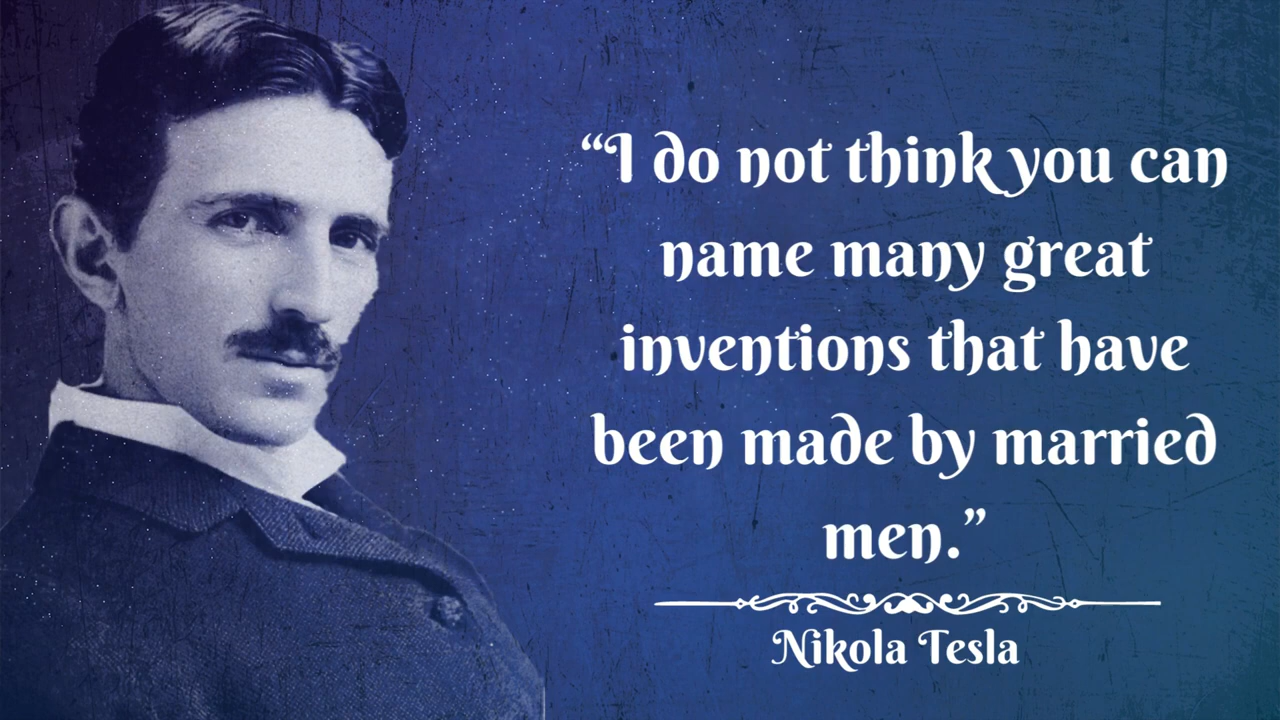 “I do not think you can
name many great
inventions that have
been made by married
men.”
Nikola Tesla